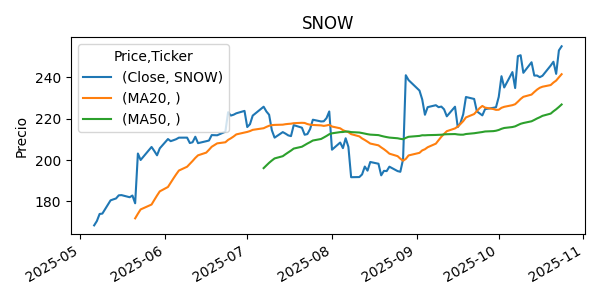 SNOW
Price,Ticker
(Close, SNOW)
(MA20, )
(MA50, )
Precio
240
220
200
180
2025-05
2025-06
2025-07
2025-08
2025-09
2025-10
2025-11